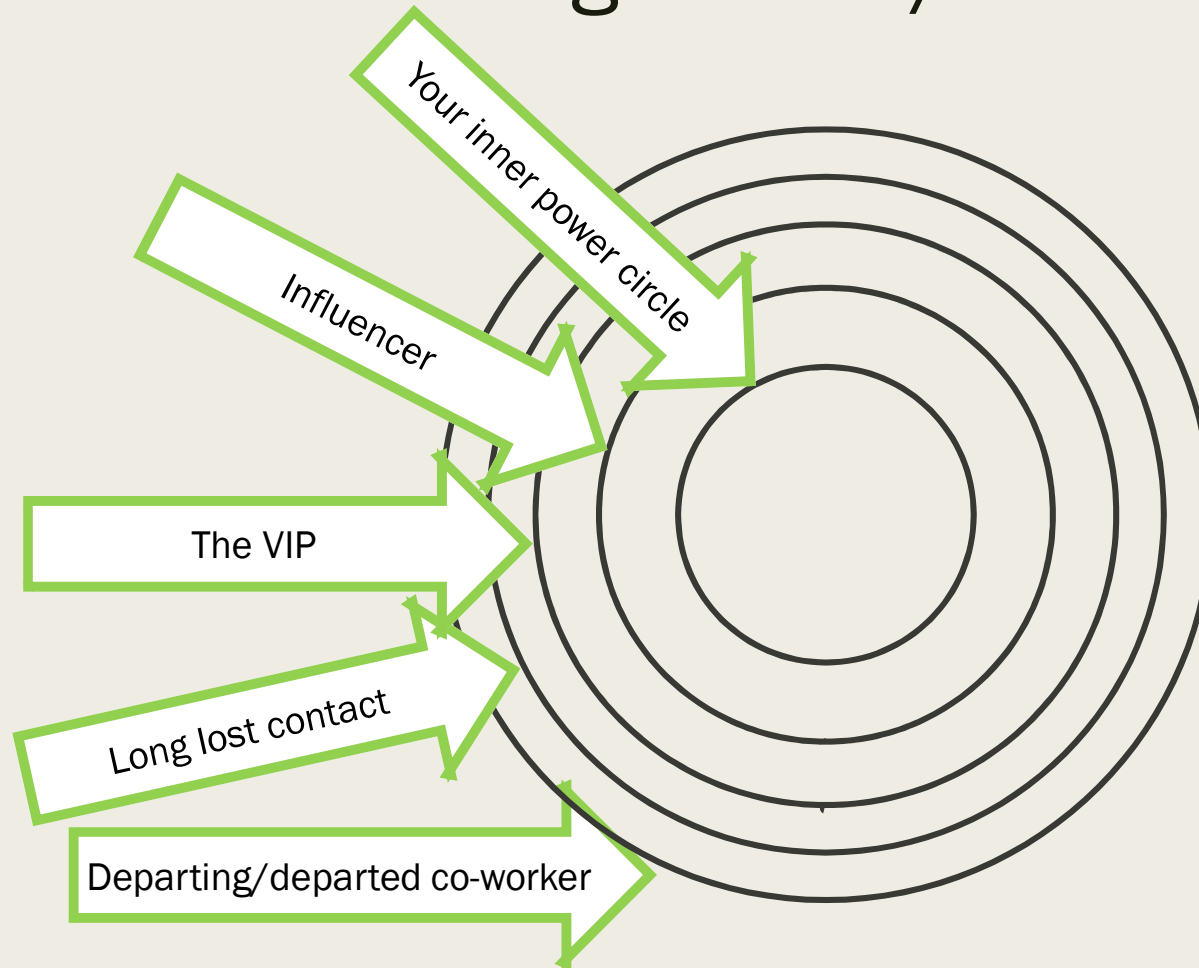 Your inner power circle
Influencer
The VIP
Long lost contact
Departing/departed co-worker